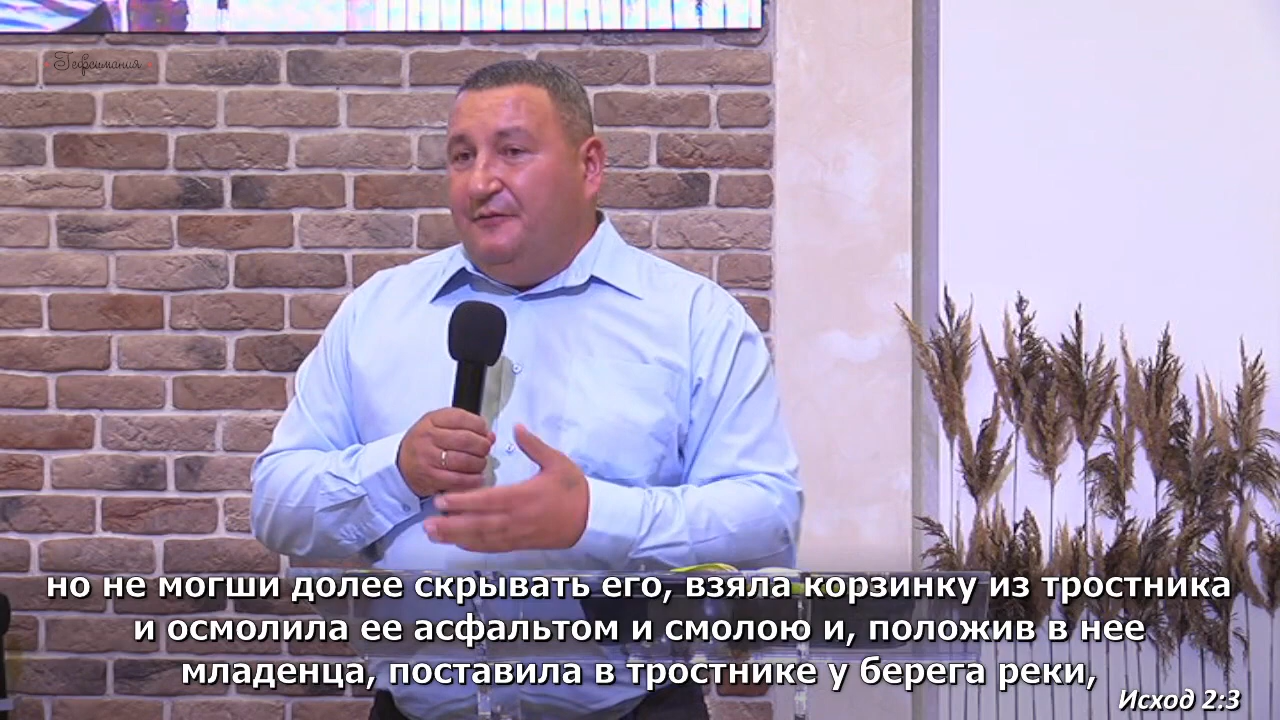 Гефсимания
но не могши долее скрывать его, взяла корзинку из тростника
и осмолила ее асфальтом и смолою и, положив в нее
младенца, поставила в тростнике у берега реки,
Исход 2:3